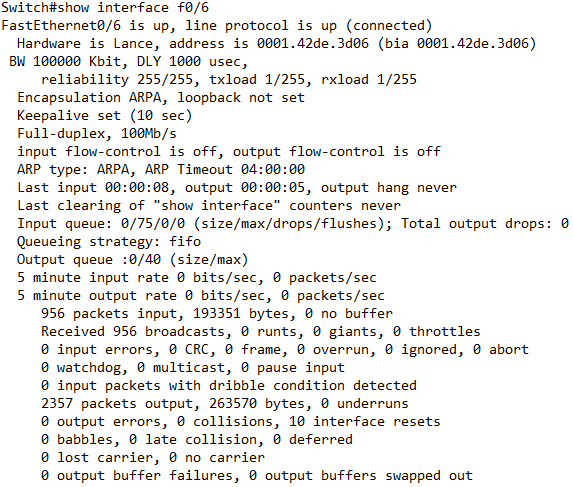 Switch#show interface f0/6
FastEthernet0/6 is up, line protocol is up (connected)
Hardware is Lance, address is 0001.42de.3d06 (bia 0001.42de.3d06)
BW 100000 Kbit, DLY 1000 usec,
reliability 255/255, txload 1/255, rxload 1/255
Encapsulation ARPA, loopback not set
Keepalive set (10 sec)
Full-duplex, 100Mb/s
input flow-control is off, output flow-control is off
ARP type: ARPA, ARP Timeout 04:00:00
Last input 00:00:08, output 00:00:05, output hang never
Last clearing of "show interface" counters never
Input queue: 0/75/0/0 (size/max/drops/flushes); Total output drops: 0
Queueing strategy: fifo
Output queue :0/40 (size/max)
5 minute input rate 0 bits/sec, 0 packets/sec
5 minute output rate 0 bits/sec, 0 packets/sec
956 packets input, 193351 bytes, 0 no buffer
Received 956 broadcasts, 0 runts, 0 giants, 0 throttles
0 input errors, 0 CRC, 0 frame, 0 overrun, 0 ignored, 0 abort
0 watchdog, 0 multicast, 0 pause input
0 input packets with dribble condition detected
2357 packets output, 263570 bytes, 0 underruns
0 output errors, 0 collisions, 10 interface resets
0 babbles, 0 late collision, 0 deferred
0 lost carrier, 0 no carrier
0 output buffer failures, 0 output buffers swapped out